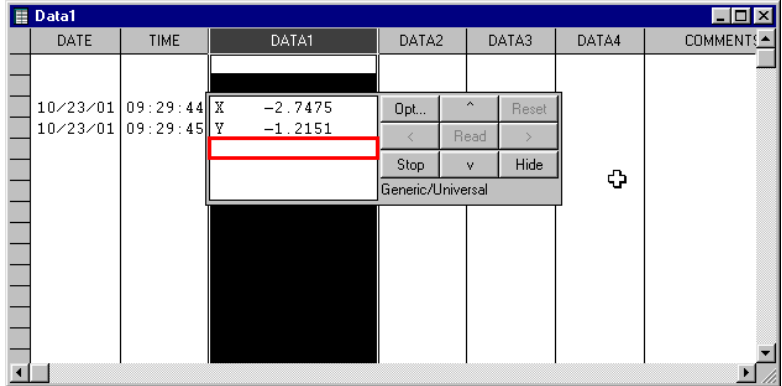 Data1
DATE TIME DATA1 DATA2 DATA3 DATA4 COMMENTS
10/23/01 09:29:44 X -2.7475
10/23/01 09:29:45 Y -1.2151
Opt... ^ Reset
< Read >
Stop v Hide
Generic/Universal